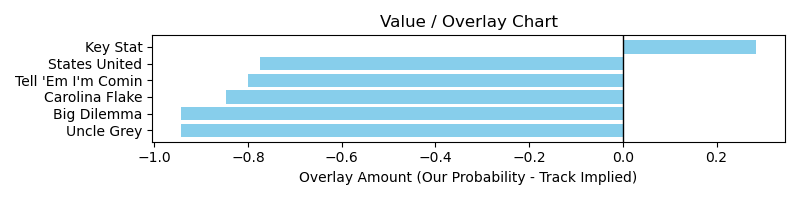 Value / Overlay Chart
Key Stat
States United
Tell 'Em I'm Comin
Carolina Flake
Big Dilemma
Uncle Grey
−1.0 −0.8 −0.6 −0.4 −0.2 0.0 0.2
Overlay Amount (Our Probability - Track Implied)